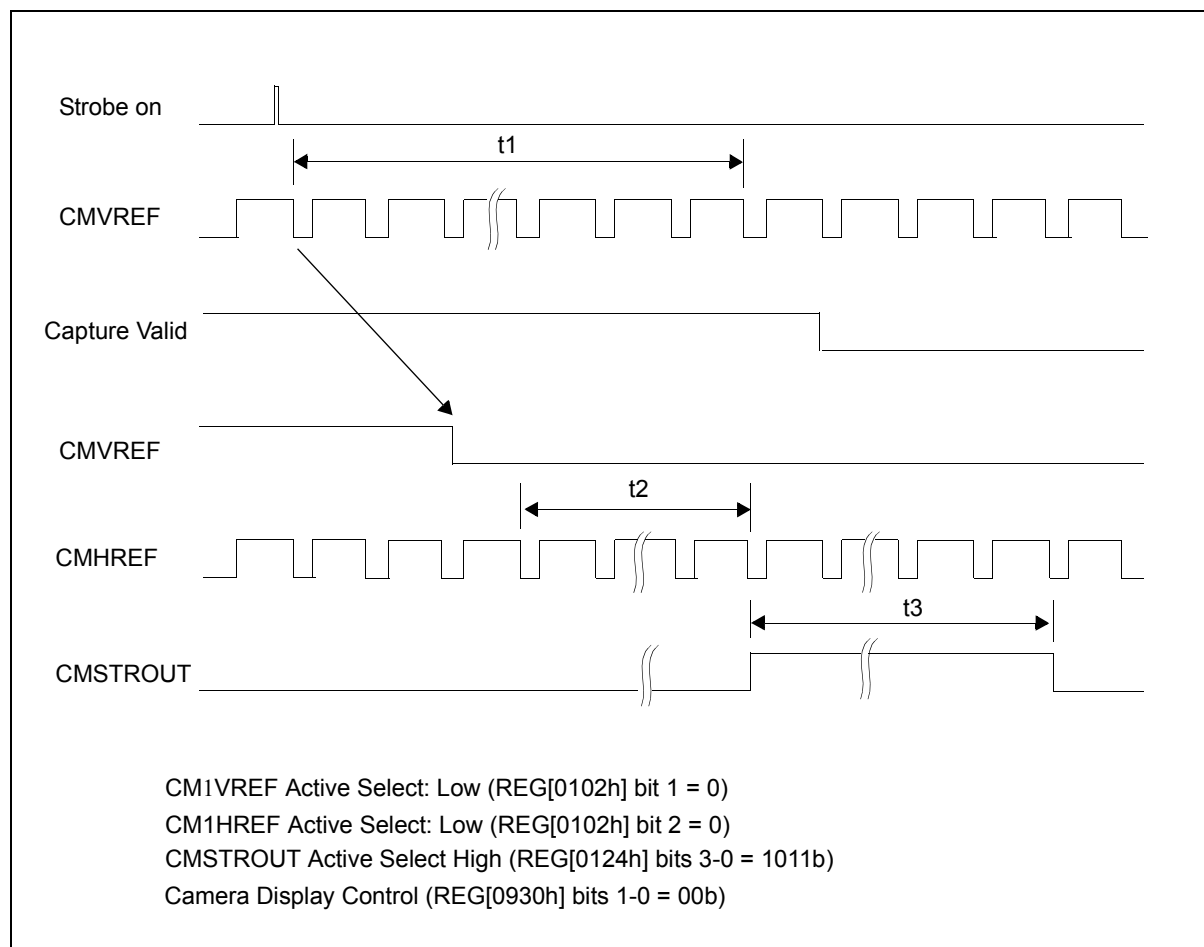 Strobe on
t1
CMVREF
Capture Valid
CMVREF
t2
CMHREF
t3
CMSTROUT
CM1VREF Active Select: Low (REG[0102h] bit 1 = 0)
CM1HREF Active Select: Low (REG[0102h] bit 2 = 0)
CMSTROUT Active Select High (REG[0124h] bits 3-0 = 1011b)
Camera Display Control (REG[0930h] bits 1-0 = 00b)